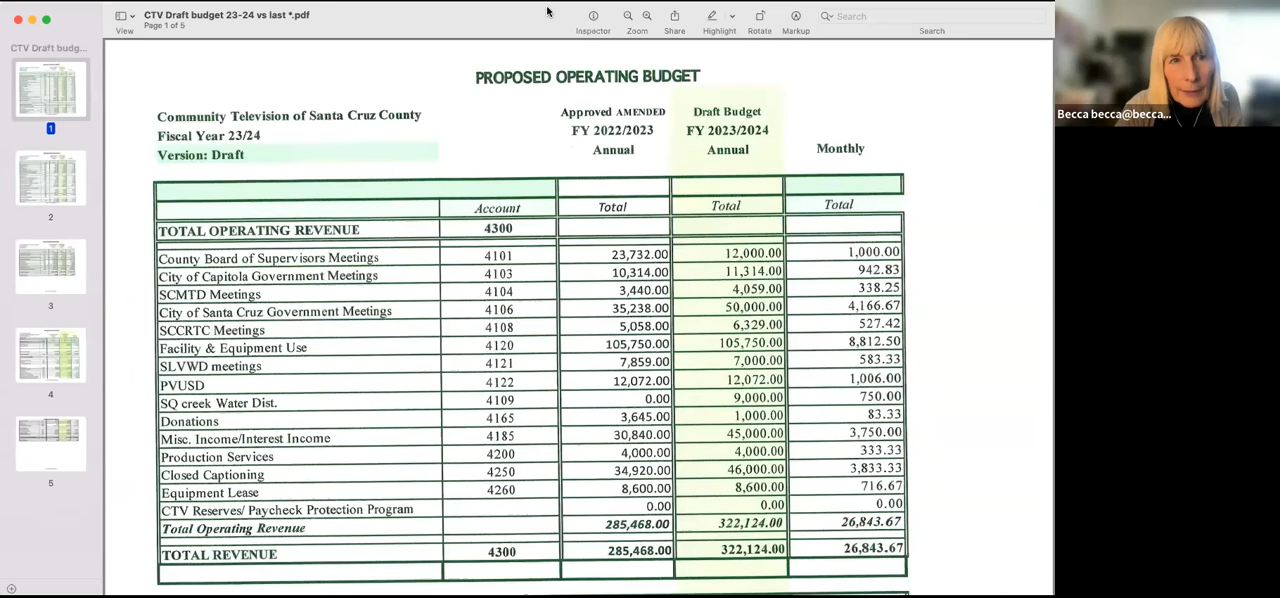 CTV Draft budget 23-24 vs last *.pdf
Page 1 of 5
View
Inspector
Zoom
Share
Highlight
Rotate
Markup
Search
Search
CTV Draft budg...
1
2
3
4
5
PROPOSED OPERATING BUDGET
Community Television of Santa Cruz County
Fiscal Year 23/24
Version: Draft
Approved AMENDED
FY 2022/2023
Annual
Draft Budget
FY 2023/2024
Annual
Monthly
Account Total Total Total
TOTAL OPERATING REVENUE 4300
County Board of Supervisors Meetings 4101 23,732.00 12,000.00 1,000.00
City of Capitola Government Meetings 4103 10,314.00 11,314.00 942.83
SCMTD Meetings 4104 3,440.00 4,059.00 338.25
City of Santa Cruz Government Meetings 4106 35,238.00 50,000.00 4,166.67
SCCRTC Meetings 4108 5,058.00 6,329.00 527.42
Facility & Equipment Use 4120 105,750.00 105,750.00 8,812.50
SLVWD meetings 4121 7,859.00 7,000.00 583.33
PVUSD 4122 12,072.00 12,072.00 1,006.00
SQ creek Water Dist. 4109 0.00 9,000.00 750.00
Donations 4165 3,645.00 1,000.00 83.33
Misc. Income/Interest Income 4185 30,840.00 45,000.00 3,750.00
Production Services 4200 4,000.00 4,000.00 333.33
Closed Captioning 4250 34,920.00 46,000.00 3,833.33
Equipment Lease 4260 8,600.00 8,600.00 716.67
CTV Reserves/ Paycheck Protection Program 0.00 0.00 0.00
Total Operating Revenue 285,468.00 322,124.00 26,843.67
TOTAL REVENUE 4300 285,468.00 322,124.00 26,843.67
Becca becca@becca...